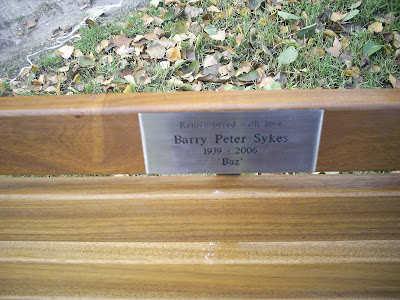 Remembered with love
Barry Peter Sykes
1939 - 2006
'Baz'